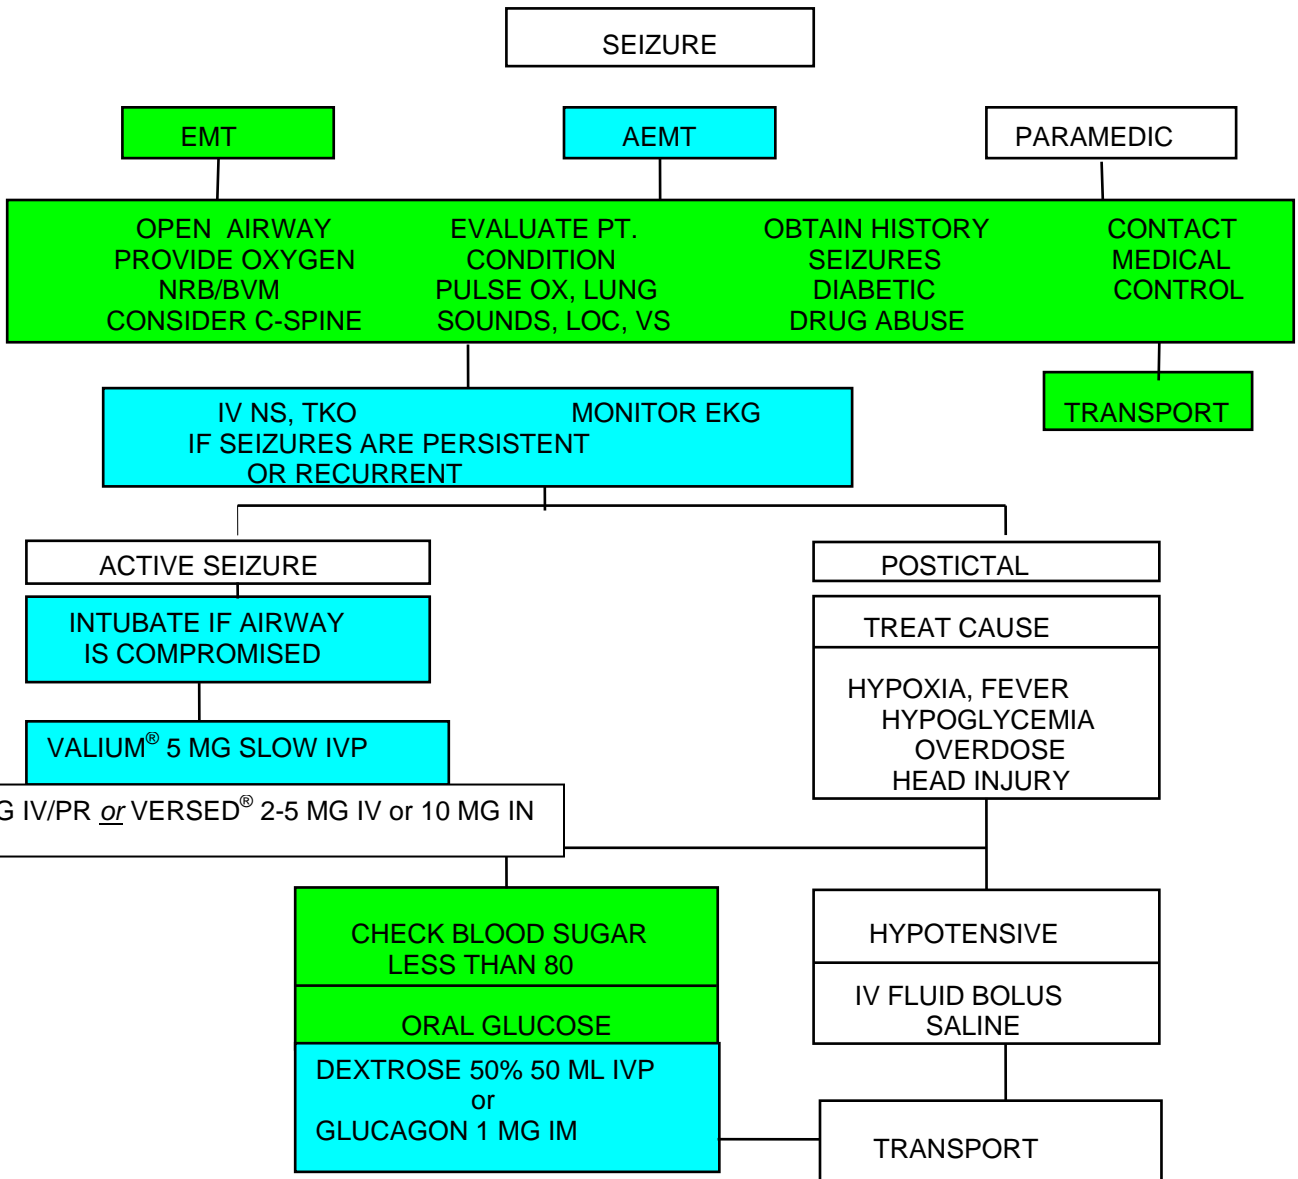 SEIZURE
EMT
AEMT
PARAMEDIC
OPEN AIRWAY
PROVIDE OXYGEN
NRB/BVM
CONSIDER C-SPINE
EVALUATE PT.
CONDITION
PULSE OX, LUNG
SOUNDS, LOC, VS
OBTAIN HISTORY
SEIZURES
DIABETIC
DRUG ABUSE
CONTACT
MEDICAL
CONTROL
TRANSPORT
IV NS, TKO MONITOR EKG
IF SEIZURES ARE PERSISTENT
OR RECURRENT
ACTIVE SEIZURE
INTUBATE IF AIRWAY
IS COMPROMISED
VALIUM® 5 MG SLOW IVP
G IV/PR or VERSED® 2-5 MG IV or 10 MG IN
POSTICTAL
TREAT CAUSE
HYPOXIA, FEVER
HYPOGLYCEMIA
OVERDOSE
HEAD INJURY
CHECK BLOOD SUGAR
LESS THAN 80
ORAL GLUCOSE
DEXTROSE 50% 50 ML IVP
or
GLUCAGON 1 MG IM
HYPOTENSIVE
IV FLUID BOLUS
SALINE
TRANSPORT